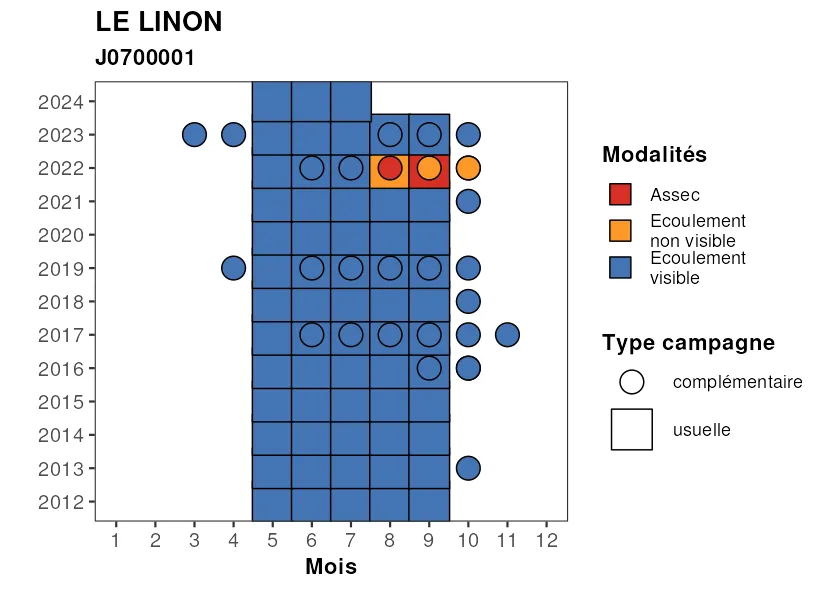 LE LINON
J0700001
2024
2023
2022
2021
2020
2019
2018
2017
2016
2015
2014
2013
2012
1 2 3 4 5 6 7 8 9 10 11 12
Mois
Modalités
Assec
Ecoulement
non visible
Ecoulement
visible
Type campagne
complémentaire
usuelle